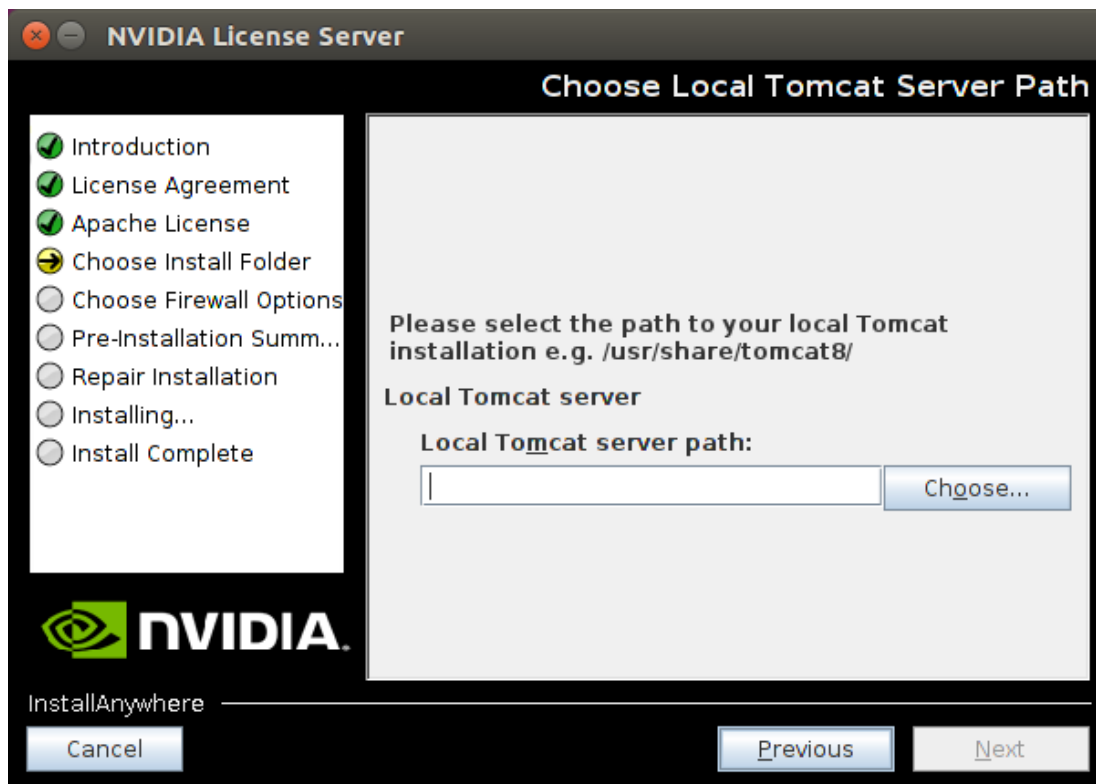 NVIDIA License Server
Choose Local Tomcat Server Path
Introduction
License Agreement
Apache License
Choose Install Folder
Choose Firewall Options
Pre-Installation Summ...
Repair Installation
Installing...
Install Complete
Please select the path to your local Tomcat
installation e.g. /usr/share/tomcat8/
Local Tomcat server
Local Tomcat server path:
Choose...
NVIDIA.
InstallAnywhere
Cancel
Previous
Next